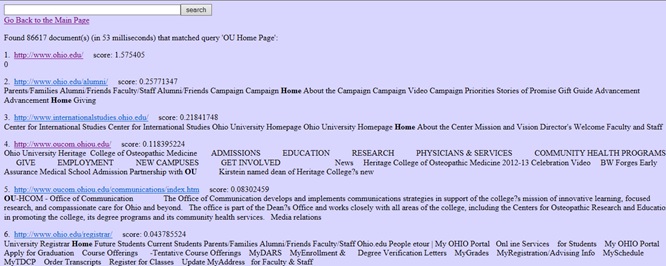 search
Go Back to the Main Page
Found 86617 document(s) (in 53 milliseconds) that matched query 'OU Home Page':
1. http://www.ohio.edu/ score: 1.575405
0
2. http://www.ohio.edu/alumni/ score: 0.25771347
Parents/Families Alumni/Friends Faculty/Staff Alumni/Friends Campaign Campaign Home About the Campaign Campaign Video Campaign Priorities Stories of Promise Gift Guide Advancement
Advancement Home Giving
3. http://www.internationalstudies.ohio.edu/ score: 0.21841748
Center for International Studies Center for International Studies Ohio University Homepage Ohio University Homepage Home About the Center Mission and Vision Director's Welcome Faculty and Staff
4. http://www.oucom.ohiou.edu/ score: 0.118395224
Ohio University Heritage College of Osteopathic Medicine ADMISSIONS EDUCATION RESEARCH PHYSICIANS & SERVICES COMMUNITY HEALTH PROGRAMS
GIVE EMPLOYMENT NEW CAMPUSES GET INVOLVED News Heritage College of Osteopathic Medicine 2012-13 Celebration Video BW Forges Early
Assurance Medical School Admission Partnership with OU Kirstein named dean of Heritage College?s new
5. http://www.oucom.ohiou.edu/communications/index.htm score: 0.08302459
OU-HCOM - Office of Communication The Office of Communication develops and implements communications strategies in support of the college?s mission of innovative learning, focused
research, and compassionate care for Ohio and beyond. The office is part of the Dean?s Office and works closely with all areas of the college, including the Centers for Osteopathic Research and Education
in promoting the college, its degree programs and its community health services. Media relations
6. http://www.ohio.edu/registrar/ score: 0.043785524
University Registrar Home Future Students Current Students Parents/Families Alumni/Friends Faculty/Staff Ohio.edu People etour | My OHIO Portal Onl ine Services for Students My OHIO Portal
Apply for Graduation Course Offerings -Tentative Course Offerings MyDARS MyEnrollment & Degree Verification Letters MyGrades MyRegistration/Advising Info MySchedule
MyTDCP Order Transcripts Register for Classes Update MyAddress for Faculty & Staff